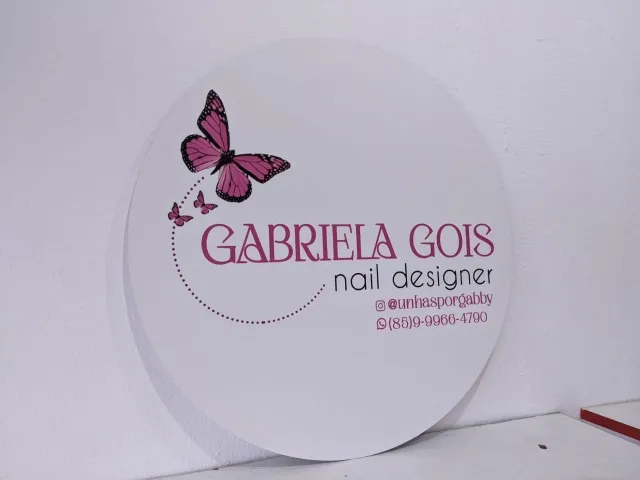 GABRIELA GOIS
nail designer
@unhasporgabby
(85)9-9966-4790